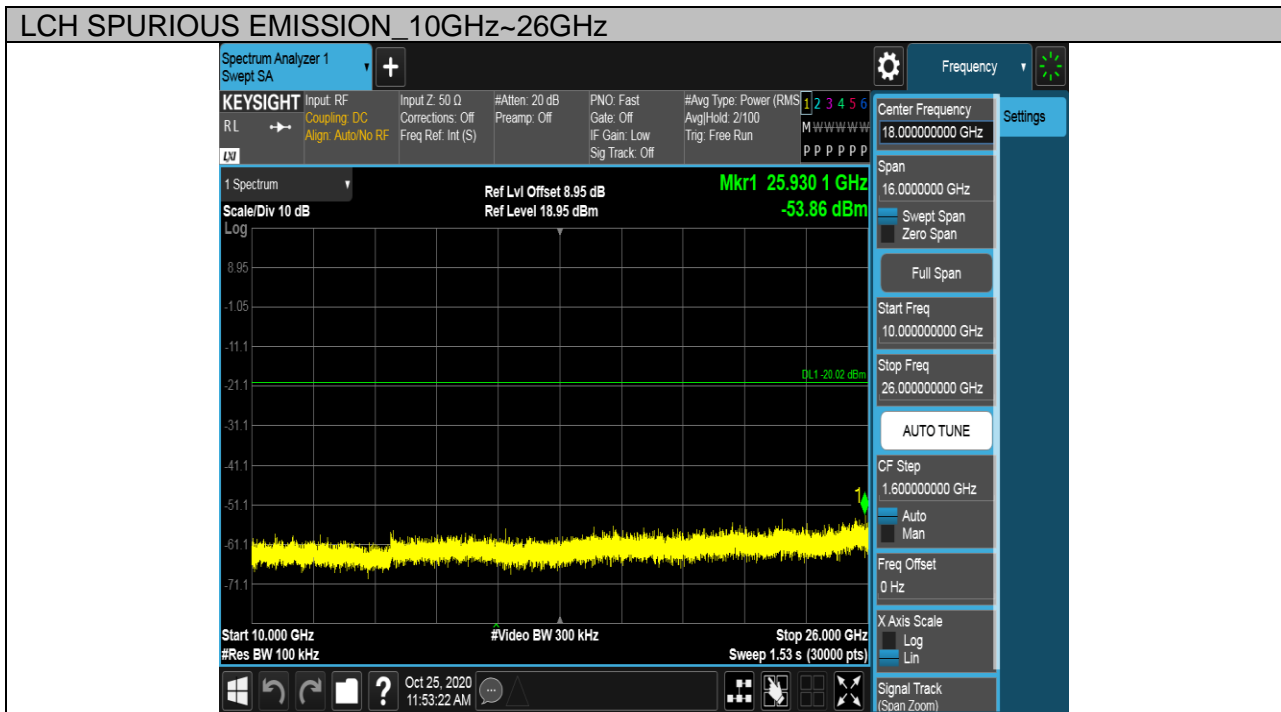 LCH SPURIOUS EMISSION_10GHz~26GHz
Spectrum Analyzer 1
Swept SA
Frequency
KEYSIGHT
RL
LXI
Input: RF
Coupling: DC
Align: Auto/No RF
Input Z: 50 Ω
Corrections: Off
Freq Ref: Int (S)
#Atten: 20 dB
Preamp: Off
PNO: Fast
Gate: Off
IF Gain: Low
Sig Track: Off
#Avg Type: Power (RMS
Avg|Hold: 2/100
Trig: Free Run
1 2 3 4 5 6
M W W W W W
P P P P P P
1 Spectrum
Scale/Div 10 dB
Ref Lvl Offset 8.95 dB
Ref Level 18.95 dBm
Mkr1 25.930 1 GHz
-53.86 dBm
Log
8.95
-1.05
-11.1
DL1 -20.02 dBm
-21.1
-31.1
-41.1
1
-51.1
-61.1
-71.1
Start 10.000 GHz
#Res BW 100 kHz
#Video BW 300 kHz
Stop 26.000 GHz
Sweep 1.53 s (30000 pts)
?
Oct 25, 2020
11:53:22 AM
Center Frequency
18.000000000 GHz
Settings
Span
16.0000000 GHz
Swept Span
Zero Span
Full Span
Start Freq
10.000000000 GHz
Stop Freq
26.000000000 GHz
AUTO TUNE
CF Step
1.600000000 GHz
Auto
Man
Freq Offset
0 Hz
X Axis Scale
Log
Lin
Signal Track
(Span Zoom)